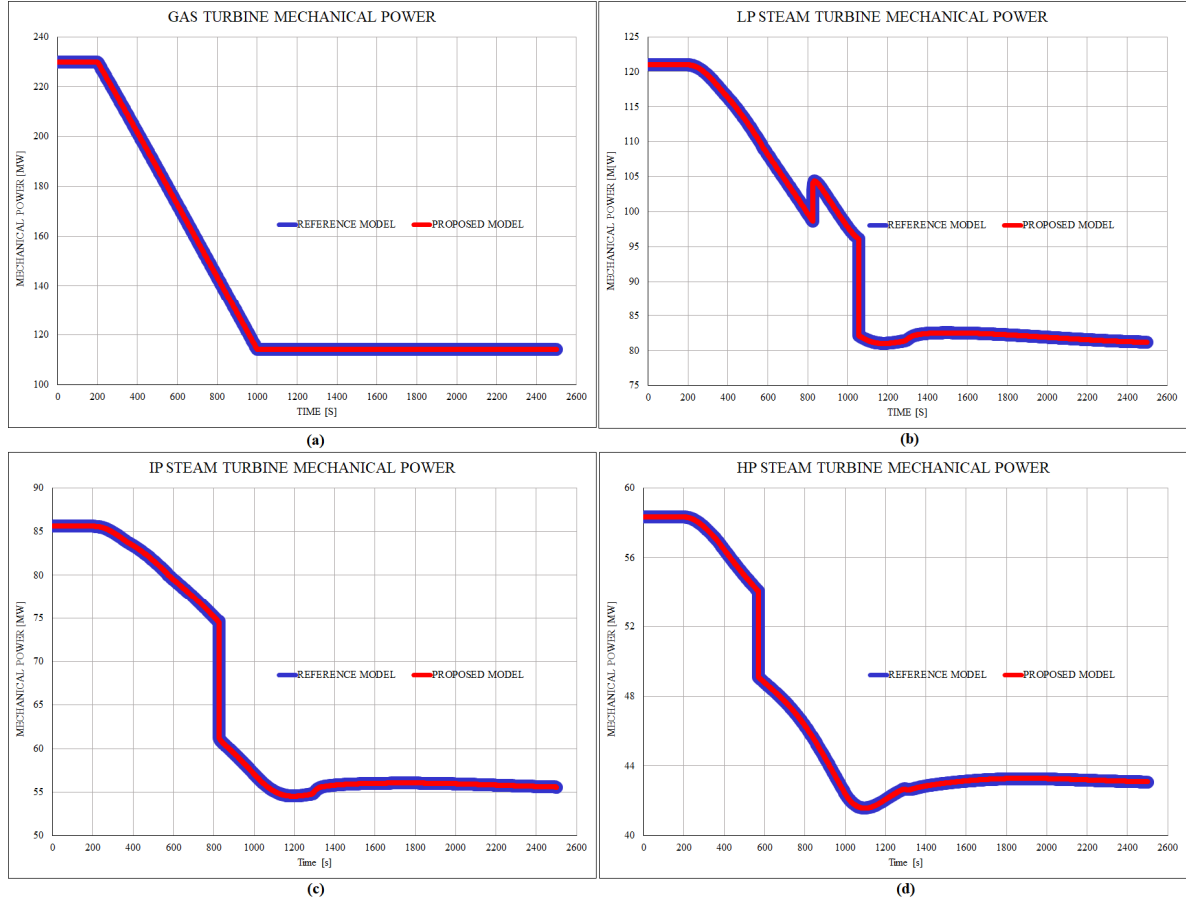 GAS TURBINE MECHANICAL POWER
240
220
200
180
160
140
120
100
MECHANICAL POWER [MW]
REFERENCE MODEL
PROPOSED MODEL
0 200 400 600 800 1000 1200 1400 1600 1800 2000 2200 2400 2600
TIME [S]
(a)
LP STEAM TURBINE MECHANICAL POWER
125
120
115
110
105
100
95
90
85
80
75
MECHANICAL POWER [M[W]
REFERENCE MODEL
PROPOSED MODEL
0 200 400 600 800 1000 1200 1400 1600 1800 2000 2200 2400 2600
TIME [S]
(b)
IP STEAM TURBINE MECHANICAL POWER
90
85
80
75
70
65
60
55
50
MECHANICAL POWER [MW]
REFERENCE MODEL
PROPOSED MODEL
0 200 400 600 800 1000 1200 1400 1600 1800 2000 2200 2400 2600
Time [s]
(c)
HP STEAM TURBINE MECHANICAL POWER
60
56
52
48
44
40
MECHANICAL POWER [MW]
REFERENCE MODEL
PROPOSED MODEL
0 200 400 600 800 1000 1200 1400 1600 1800 2000 2200 2400 2600
Time [s]
(d)